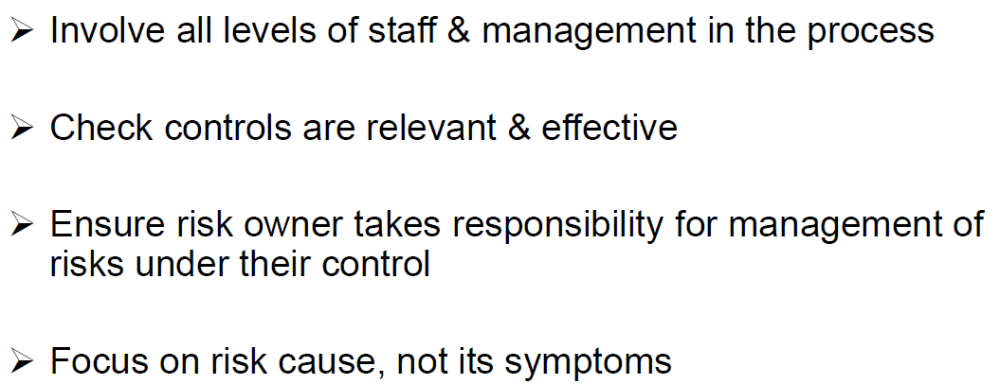 ➢ Involve all levels of staff & management in the process
➢ Check controls are relevant & effective
➢ Ensure risk owner takes responsibility for management of
risks under their control
➢ Focus on risk cause, not its symptoms